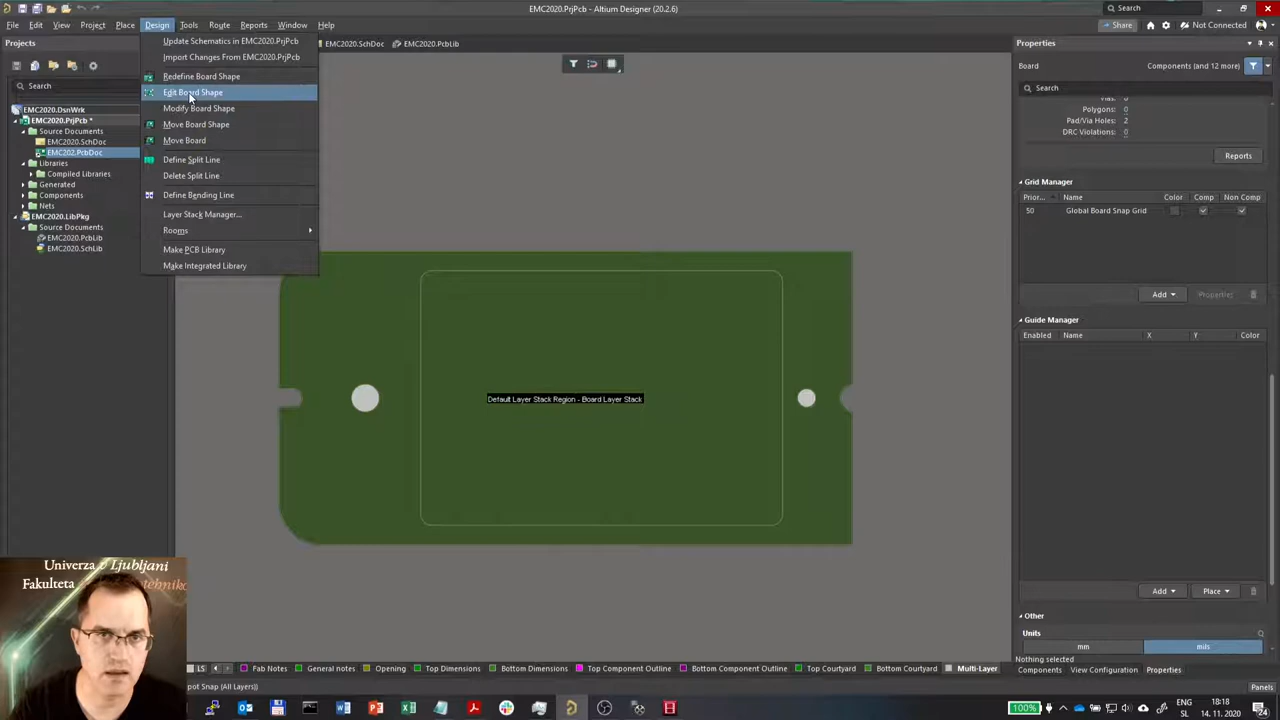 EMC2020.PrjPcb - Altium Designer (20.2.6)
Search
File Edit View Project Place Design Tools Route Reports Window Help
Share Not Connected
Projects
EMC2020.SchDoc EMC2020.PcbLib
Properties
Search
Board Components (and 12 more)
Search
EMC2020.DsnWrk
EMC2020.PrjPcb *
Source Documents
EMC2020.SchDoc
EMC202.PcbDoc
Libraries
Compiled Libraries
Generated
Components
Nets
EMC2020.LibPkg
Source Documents
EMC2020.PcbLib
EMC2020.SchLib
Update Schematics in EMC2020.PrjPcb
Import Changes From EMC2020.PrjPcb
Redefine Board Shape
Edit Board Shape
Modify Board Shape
Move Board Shape
Move Board
Define Split Line
Delete Split Line
Define Bending Line
Layer Stack Manager...
Rooms
Make PCB Library
Make Integrated Library
Default Layer Stack Region - Board Layer Stack
Vias: 0
Polygons: 0
Pad/Via Holes: 2
DRC Violations: 0
Reports
Grid Manager
Prior... Name Color Comp Non Comp
50 Global Board Snap Grid
Add Properties
Guide Manager
Enabled Name X Y Color
Add Place
Other
Units
mm mils
Nothing selected
Components View Configuration Properties
Univerza v Ljubljani
Fakulteta
LS Fab Notes General notes Opening Top Dimensions Bottom Dimensions Top Component Outline Bottom Component Outline Top Courtyard Bottom Courtyard Multi-Layer
pot Snap (All Layers))
Panels
100%
ENG
SL
18:18
14. 11. 2020
24